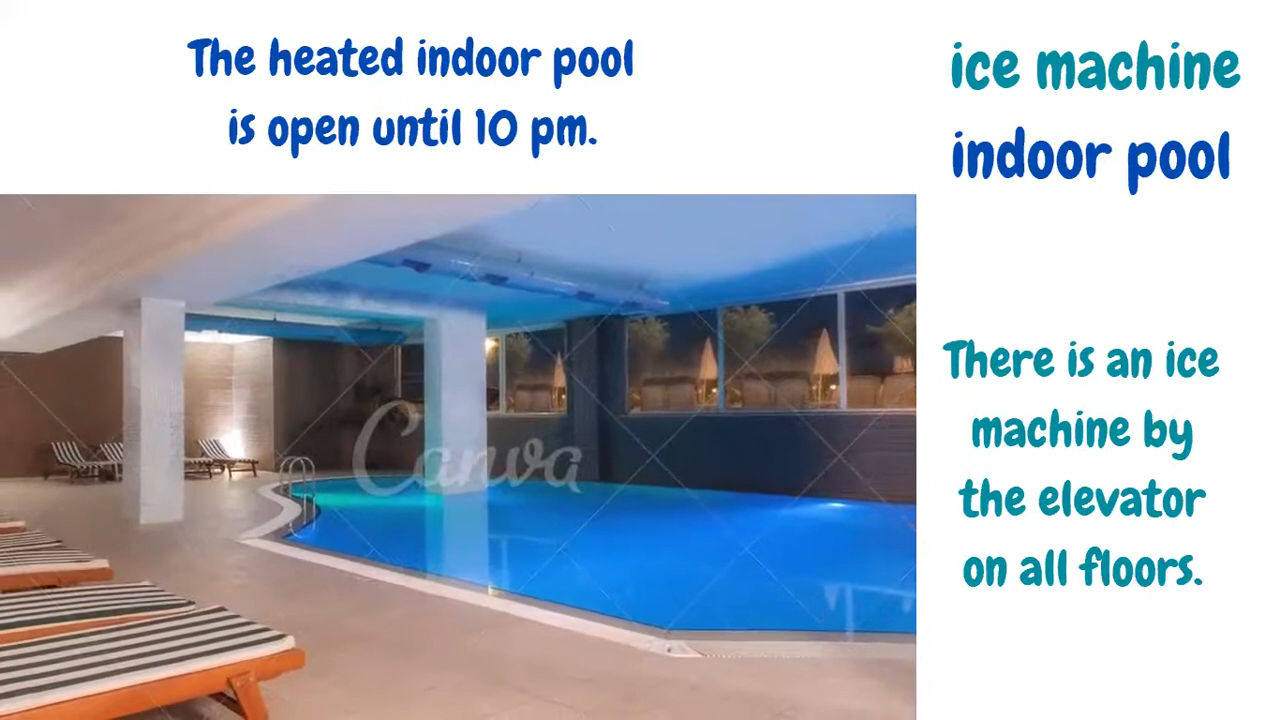 The heated indoor pool
is open until 10 pm.
ice machine
indoor pool
There is an ice
machine by
the elevator
on all floors.
Canva